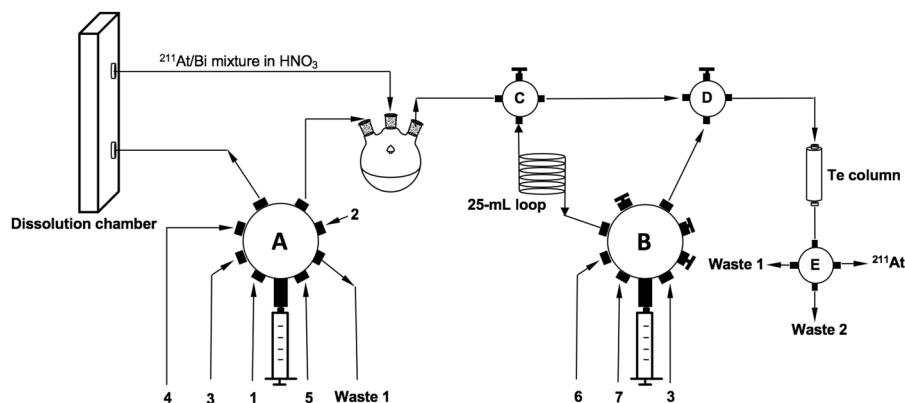 ²¹¹At/Bi mixture in HNO₃
C
D
Te column
25-mL loop
Dissolution chamber
2
A
B
Waste 1
E
²¹¹At
Waste 2
4
3
1
5
Waste 1
6
7
3